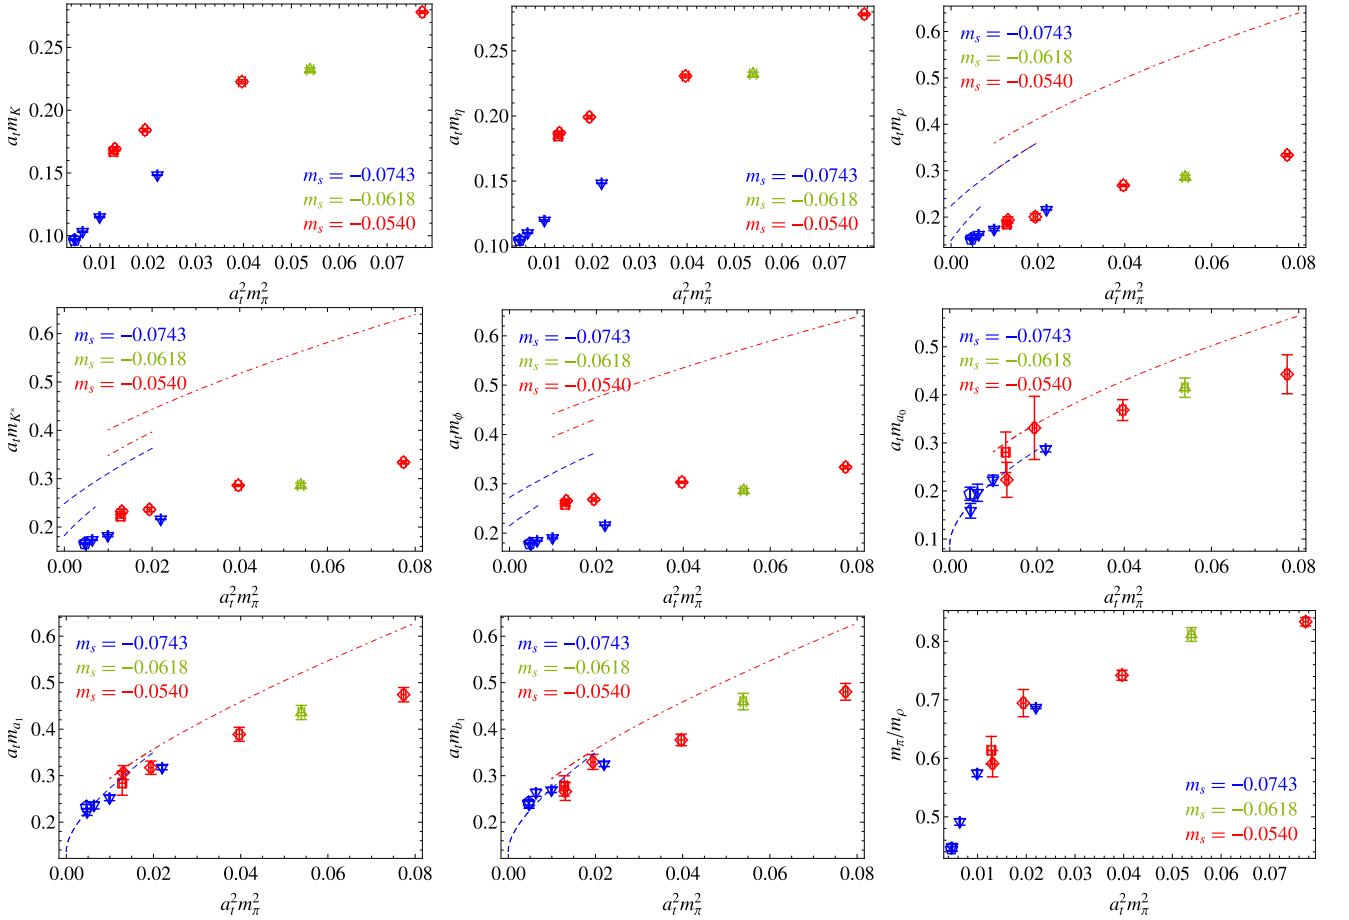 a_t m_K
0.25
0.20
0.15
0.10
m_s = −0.0743
m_s = −0.0618
m_s = −0.0540
0.01 0.02 0.03 0.04 0.05 0.06 0.07
a_t^2 m_π^2
a_t m_η
0.25
0.20
0.15
0.10
m_s = −0.0743
m_s = −0.0618
m_s = −0.0540
0.01 0.02 0.03 0.04 0.05 0.06 0.07
a_t^2 m_π^2
a_t m_ρ
0.6
0.5
0.4
0.3
0.2
m_s = −0.0743
m_s = −0.0618
m_s = −0.0540
0.00 0.02 0.04 0.06 0.08
a_t^2 m_π^2
a_t m_{K*}
0.6
0.5
0.4
0.3
0.2
m_s = −0.0743
m_s = −0.0618
m_s = −0.0540
0.00 0.02 0.04 0.06 0.08
a_t^2 m_π^2
a_t m_ϕ
0.6
0.5
0.4
0.3
0.2
m_s = −0.0743
m_s = −0.0618
m_s = −0.0540
0.00 0.02 0.04 0.06 0.08
a_t^2 m_π^2
a_t m_{a_0}
0.5
0.4
0.3
0.2
0.1
m_s = −0.0743
m_s = −0.0618
m_s = −0.0540
0.00 0.02 0.04 0.06 0.08
a_t^2 m_π^2
a_t m_{a_1}
0.6
0.5
0.4
0.3
0.2
m_s = −0.0743
m_s = −0.0618
m_s = −0.0540
0.00 0.02 0.04 0.06 0.08
a_t^2 m_π^2
a_t m_{b_1}
0.6
0.5
0.4
0.3
0.2
m_s = −0.0743
m_s = −0.0618
m_s = −0.0540
0.00 0.02 0.04 0.06 0.08
a_t^2 m_π^2
m_π/m_ρ
0.8
0.7
0.6
0.5
0.4
m_s = −0.0743
m_s = −0.0618
m_s = −0.0540
0.01 0.02 0.03 0.04 0.05 0.06 0.07
a_t^2 m_π^2